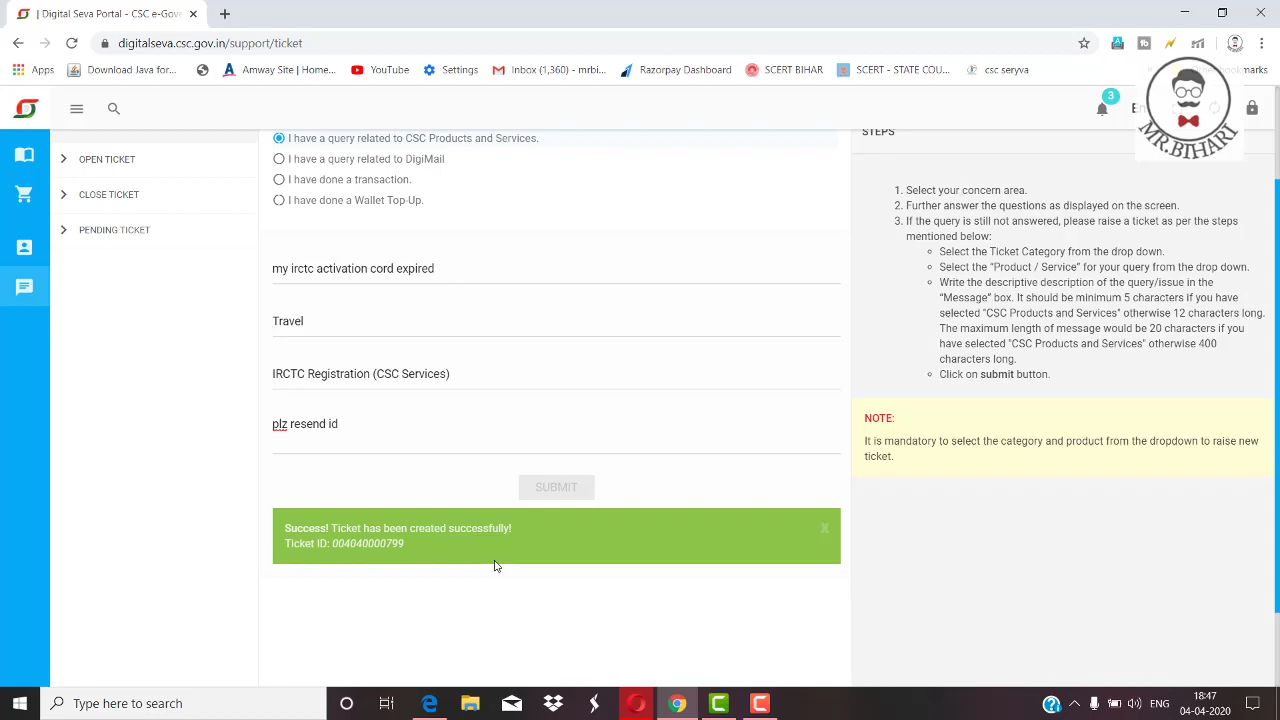 | Digital Seva - CSC e-Gover
digitalseva.csc.gov.in/support/ticket
Apps
Download Java for...
Amway | Home...
YouTube
Settings
Inbox (1,360) - mrbi...
Razorpay Dashboard
SCERT BIHAR
SCERT - STATE COU...
csc seryva
bookmarks
3
MR.BIHARI
OPEN TICKET
CLOSE TICKET
PENDING TICKET
I have a query related to CSC Products and Services.
I have a query related to DigiMail
I have done a transaction.
I have done a Wallet Top-Up.
my irctc activation cord expired
Travel
IRCTC Registration (CSC Services)
plz resend id
SUBMIT
Success! Ticket has been created successfully!
X
Ticket ID: 004040000799
STEPS
1. Select your concern area.
2. Further answer the questions as displayed on the screen.
3. If the query is still not answered, please raise a ticket as per the steps
mentioned below:
Select the Ticket Category from the drop down.
Select the "Product / Service" for your query from the drop down.
Write the descriptive description of the query/issue in the
“Message” box. It should be minimum 5 characters if you have
selected "CSC Products and Services" otherwise 12 characters long.
The maximum length of message would be 20 characters if you
have selected "CSC Products and Services" otherwise 400
characters long.
Click on submit button.
NOTE:
It is mandatory to select the category and product from the dropdown to raise new
ticket.
Type here to search
18:47
04-04-2020